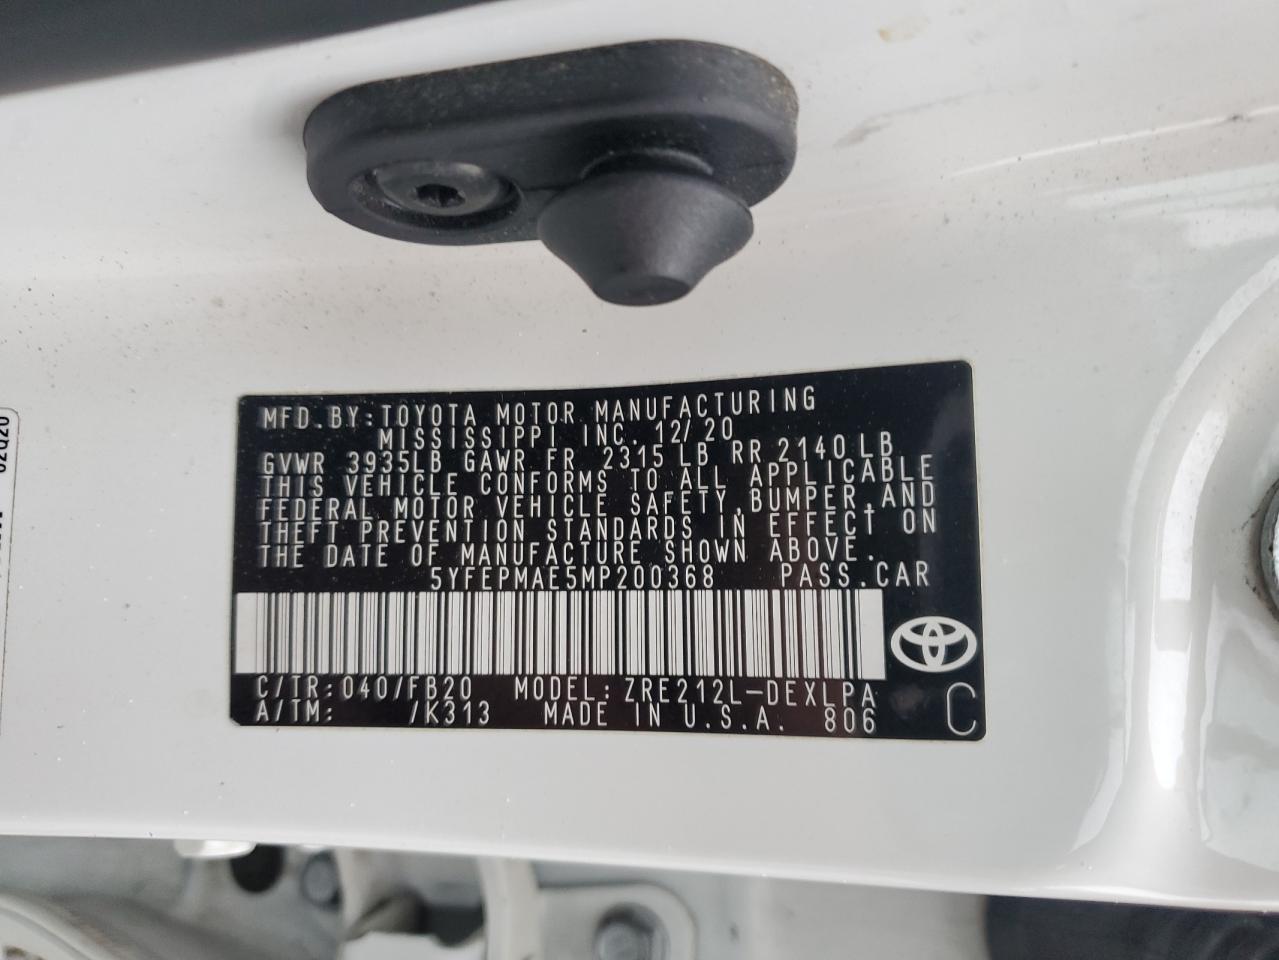 MFD.BY:TOYOTA MOTOR MANUFACTURING
MISSISSIPPI INC. 12/20
GVWR 3935LB GAWR FR 2315 LB RR 2140 LB
THIS VEHICLE CONFORMS TO ALL APPLICABLE
FEDERAL MOTOR VEHICLE SAFETY,BUMPER,AND
THEFT PREVENTION STANDARDS IN EFFECT ON
THE DATE OF MANUFACTURE SHOWN ABOVE.
5YFEPMAE5MP200368 PASS.CAR
C/TR:040/FB20 MODEL:ZRE212L-DEXLPA
A/TM: /K313 MADE IN U.S.A. 806 C